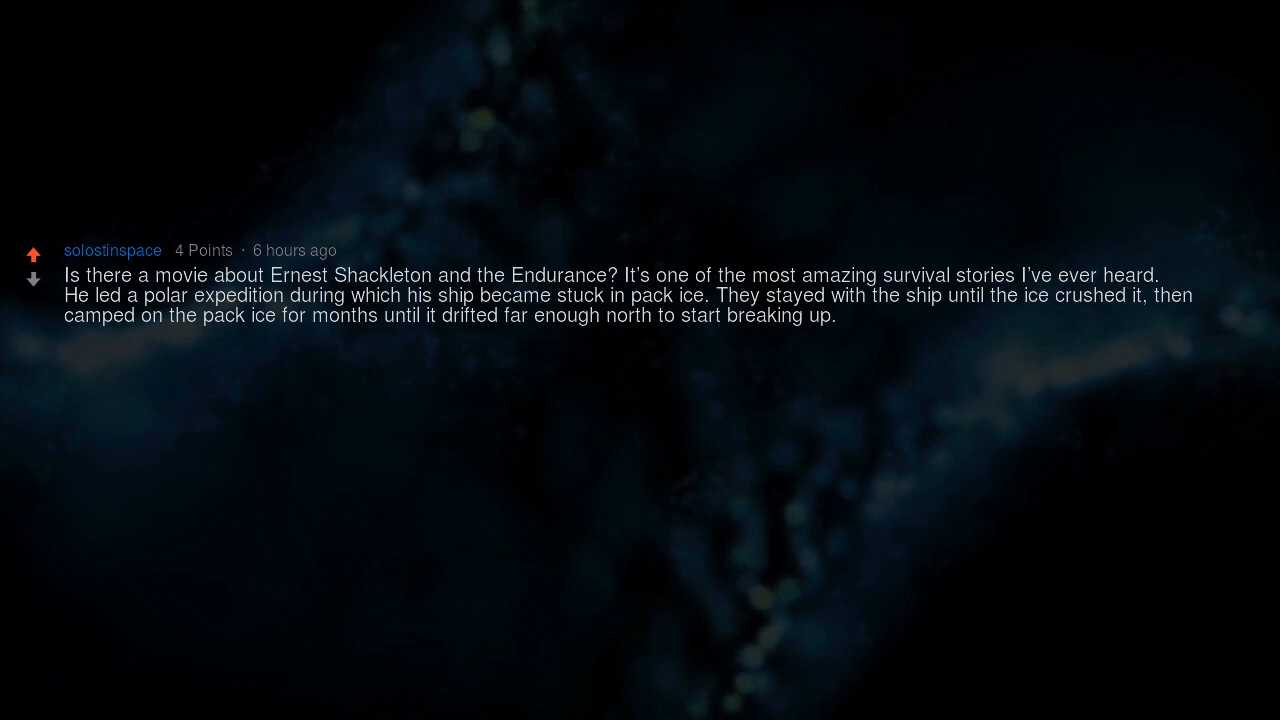 solostinspace 4 Points · 6 hours ago
Is there a movie about Ernest Shackleton and the Endurance? It’s one of the most amazing survival stories I’ve ever heard.
He led a polar expedition during which his ship became stuck in pack ice. They stayed with the ship until the ice crushed it, then
camped on the pack ice for months until it drifted far enough north to start breaking up.